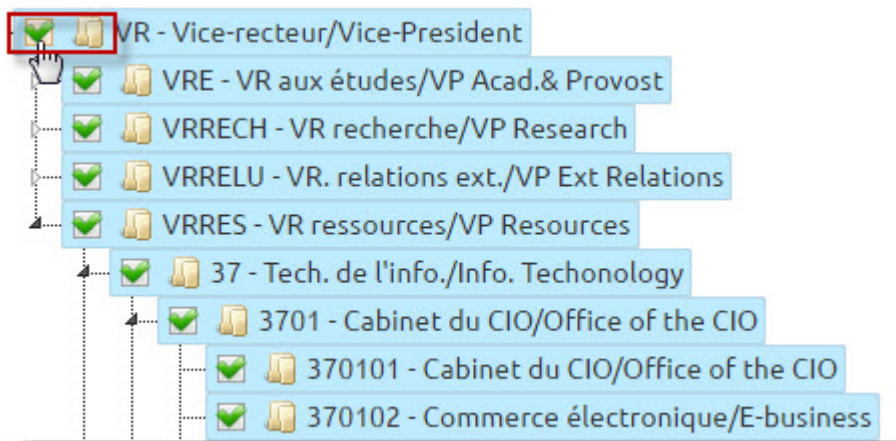 VR - Vice-recteur/Vice-President
VRE - VR aux études/VP Acad.& Provost
VRRECH - VR recherche/VP Research
VRRELU - VR. relations ext./VP Ext Relations
VRRES - VR ressources/VP Resources
37 - Tech. de l'info./Info. Techonology
3701 - Cabinet du CIO/Office of the CIO
370101 - Cabinet du CIO/Office of the CIO
370102 - Commerce électronique/E-business